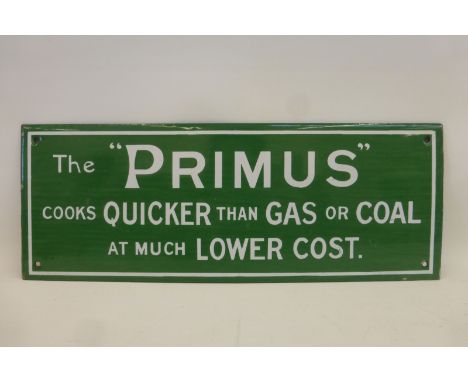 The "PRIMUS"
COOKS QUICKER THAN GAS OR COAL
AT MUCH LOWER COST.